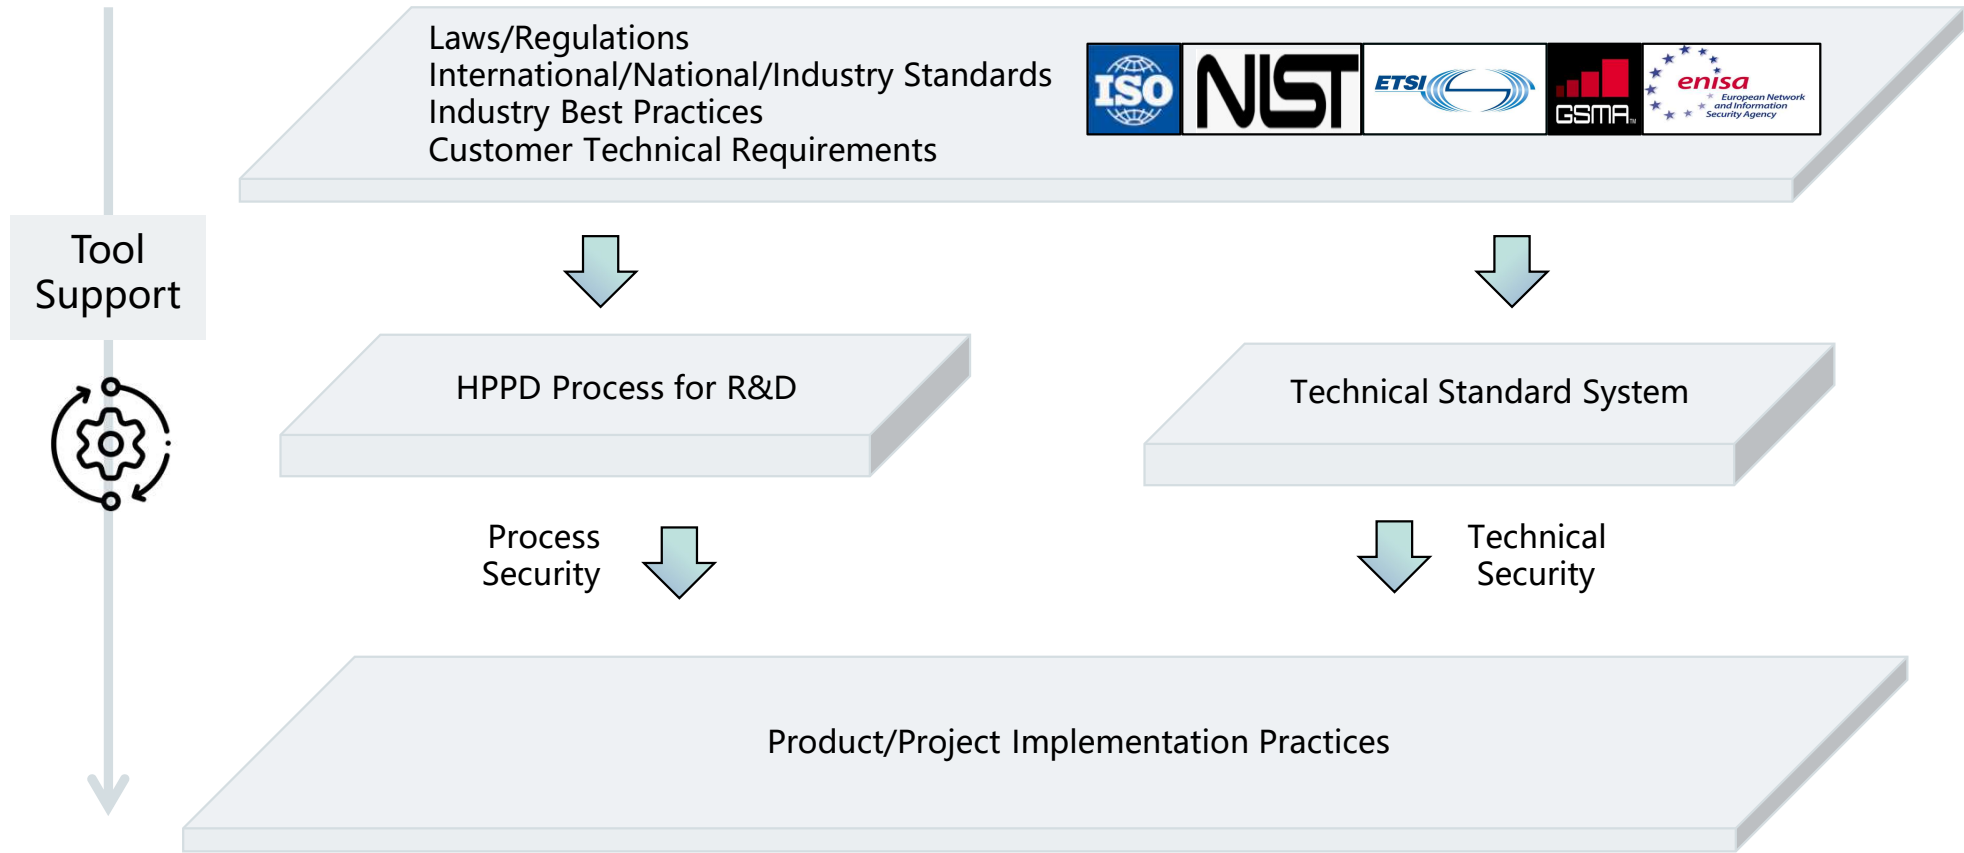 Laws/Regulations
International/National/Industry Standards
Industry Best Practices
Customer Technical Requirements
ISO
NIST
ETSI
GSMA™
enisa
European Network
and Information
Security Agency
Tool
Support
HPPD Process for R&D
Technical Standard System
Process
Security
Technical
Security
Product/Project Implementation Practices